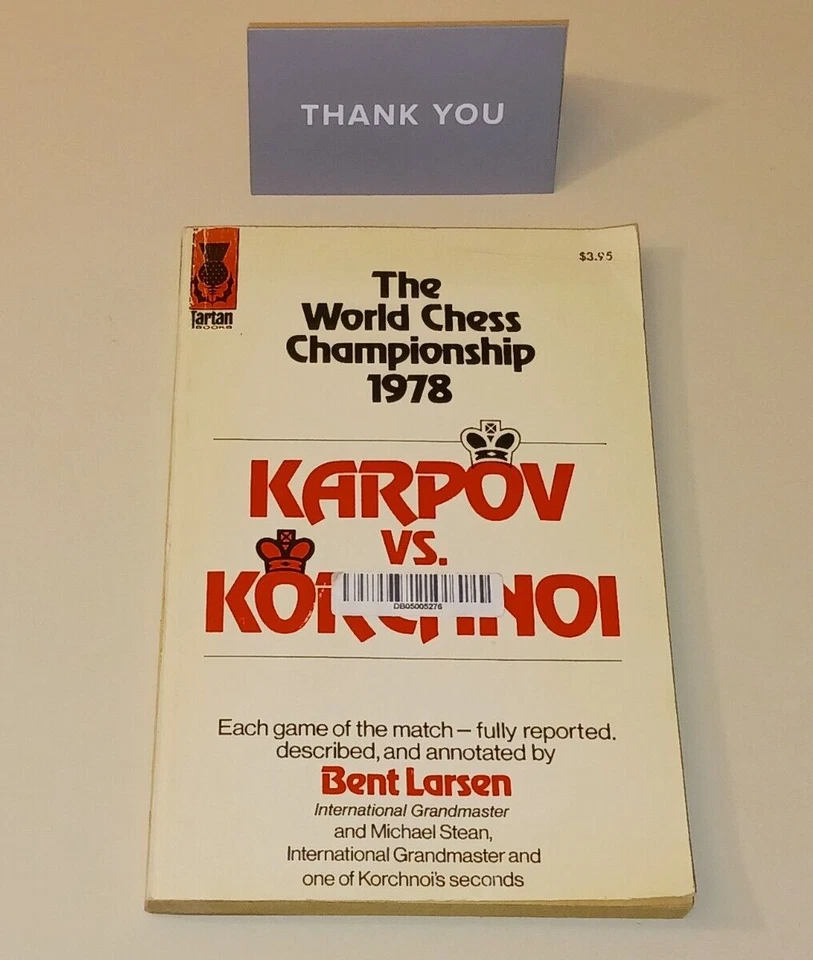 THANK YOU
$3.95
Tartan
BOOKS
The
World Chess
Championship
1978
KARPOV
VS.
KORCHNOI
DB05005276
Each game of the match – fully reported.
described, and annotated by
Bent Larsen
International Grandmaster
and Michael Stean,
International Grandmaster and
one of Korchnoi's seconds